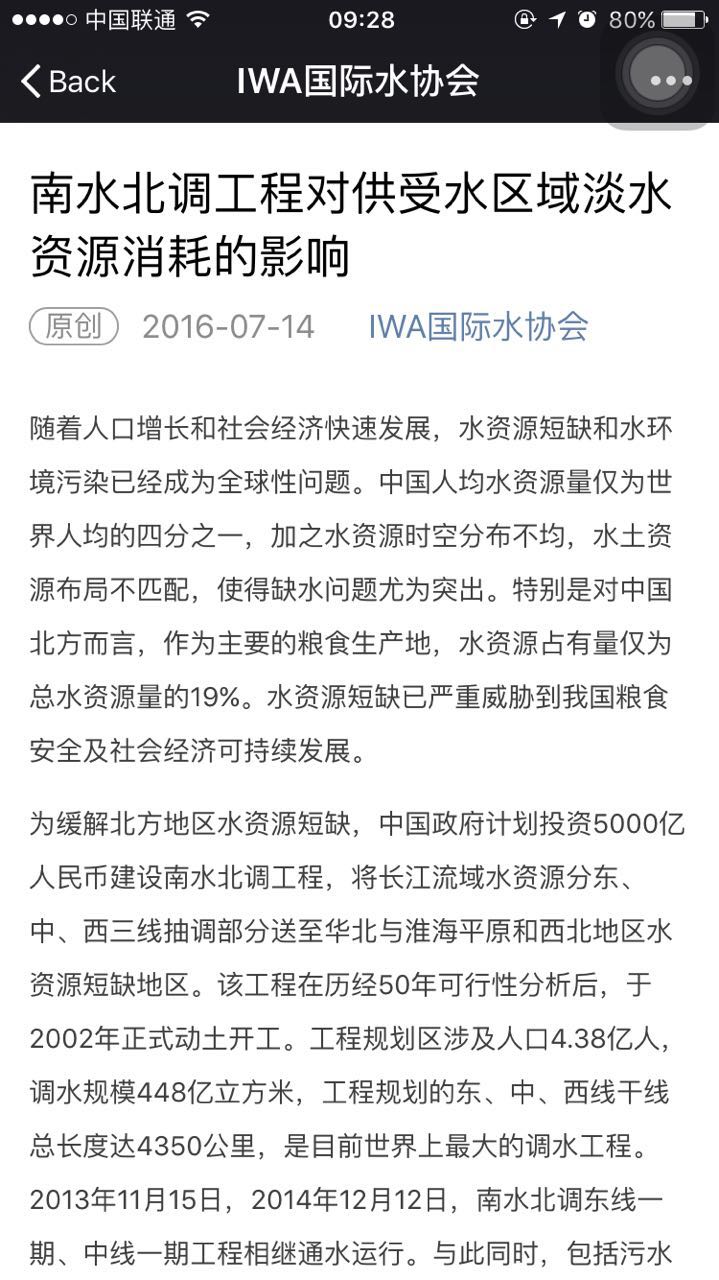 中国联通 09:28 80%
Back IWA国际水协会
南水北调工程对供受水区域淡水
资源消耗的影响
原创 2016-07-14 IWA国际水协会
随着人口增长和社会经济快速发展，水资源短缺和水环
境污染已经成为全球性问题。中国人均水资源量仅为世
界人均的四分之一，加之水资源时空分布不均，水土资
源布局不匹配，使得缺水问题尤为突出。特别是对中国
北方而言，作为主要的粮食生产地，水资源占有量仅为
总水资源量的19%。水资源短缺已严重威胁到我国粮食
安全及社会经济可持续发展。
为缓解北方地区水资源短缺，中国政府计划投资5000亿
人民币建设南水北调工程，将长江流域水资源分东、
中、西三线抽调部分送至华北与淮海平原和西北地区水
资源短缺地区。该工程在历经50年可行性分析后，于
2002年正式动土开工。工程规划区涉及人口4.38亿人，
调水规模448亿立方米，工程规划的东、中、西线干线
总长度达4350公里，是目前世界上最大的调水工程。
2013年11月15日，2014年12月12日，南水北调东线一
期、中线一期工程相继通水运行。与此同时，包括污水